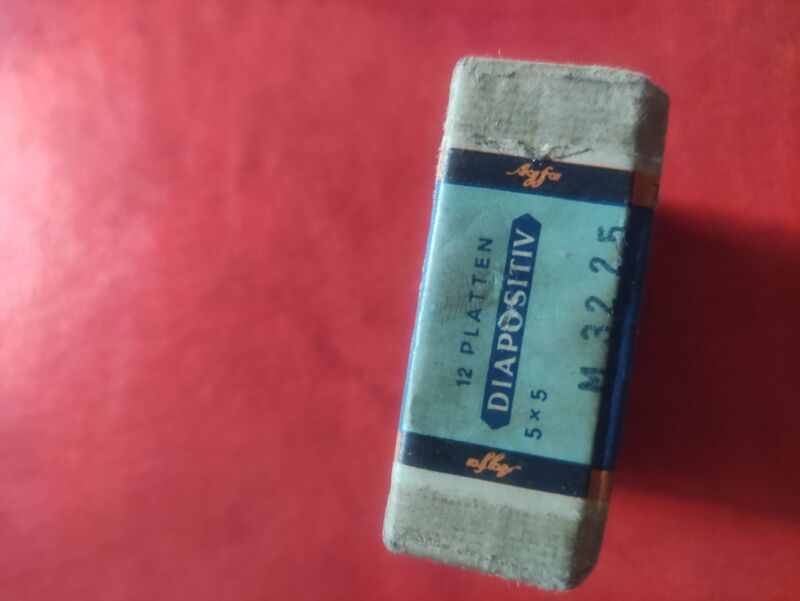 Agfa
12 PLATTEN
DIAPOSITIV
5 × 5
M 3225
Agfa